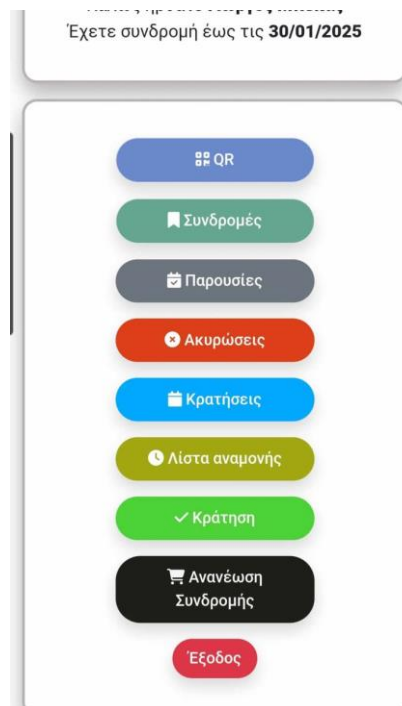 Έχετε συνδρομή έως τις 30/01/2025
QR
Συνδρομές
Παρουσίες
Ακυρώσεις
Κρατήσεις
Λίστα αναμονής
Κράτηση
Ανανέωση
Συνδρομής
Έξοδος